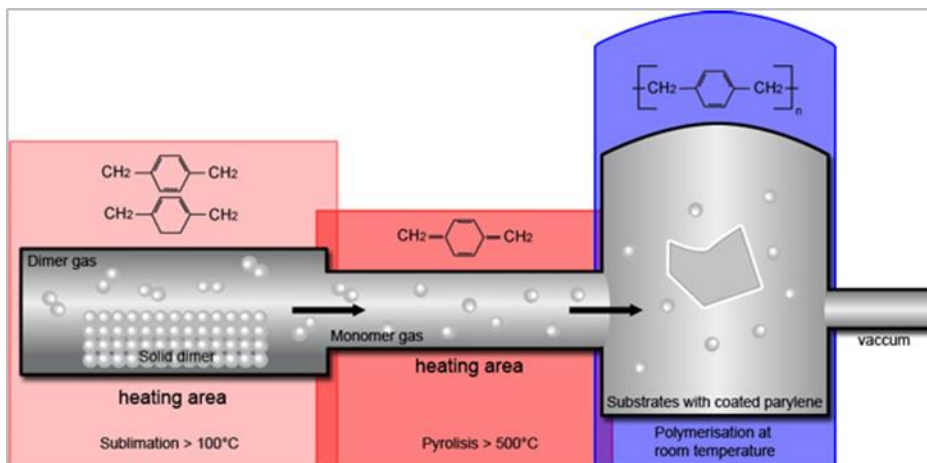 CH2 CH2
CH2 CH2
Dimer gas
Solid dimer
heating area
Sublimation > 100°C
CH2 CH2
Monomer gas
heating area
Pyrolisis > 500°C
CH2 CH2 n
Substrates with coated parylene
Polymerisation at
room temperature
vaccum